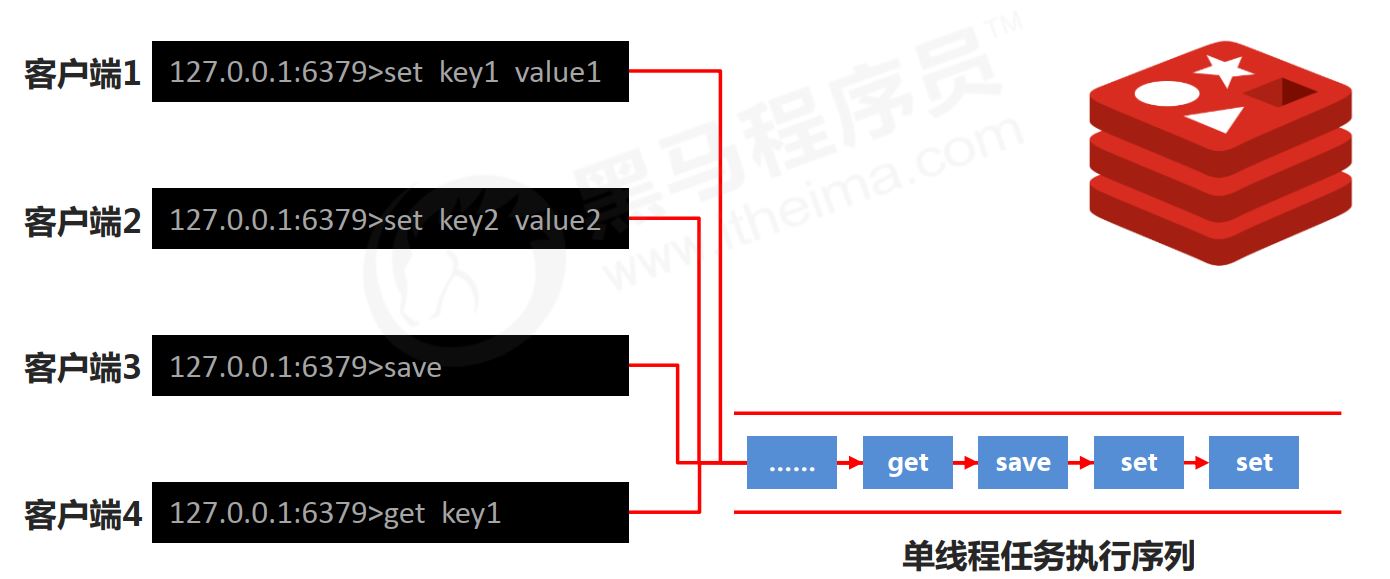 客户端1 127.0.0.1:6379>set key1 value1
客户端2 127.0.0.1:6379>set key2 value2
客户端3 127.0.0.1:6379>save
客户端4 127.0.0.1:6379>get key1
黑马程序员™
www.itheima.com
...... get save set set
单线程任务执行序列